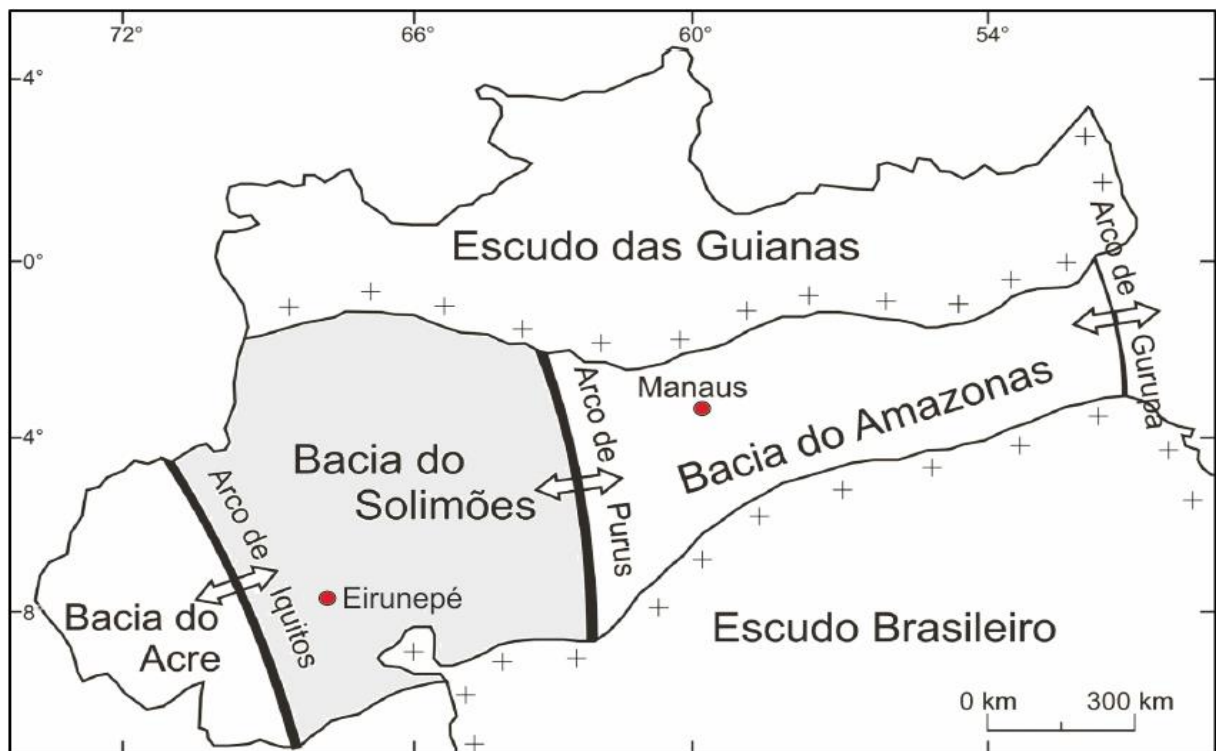 72°
66°
60°
54°
4°
0°
4°
8°
Escudo das Guianas
Arco de
Gurupa
Manaus
Bacia do Amazonas
Arco de
Purus
Bacia do
Solimões
Arco de
Iquitos
Eirunepé
Bacia do
Acre
Escudo Brasileiro
0 km
300 km